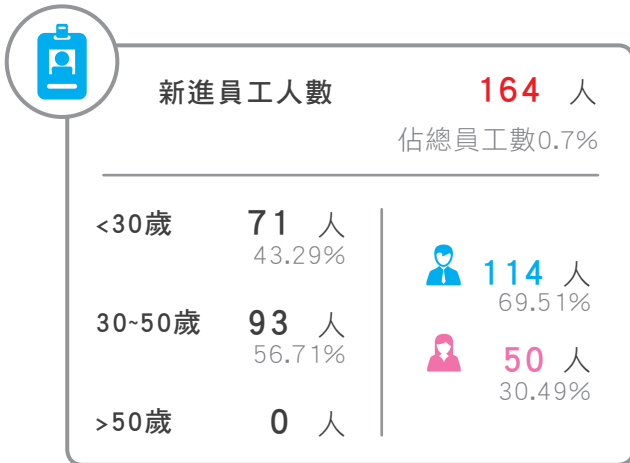 新進員工人數 164 人
佔總員工數0.7%
<30歲 71 人
43.29%
30~50歲 93 人
56.71%
>50歲 0 人
114 人
69.51%
50 人
30.49%